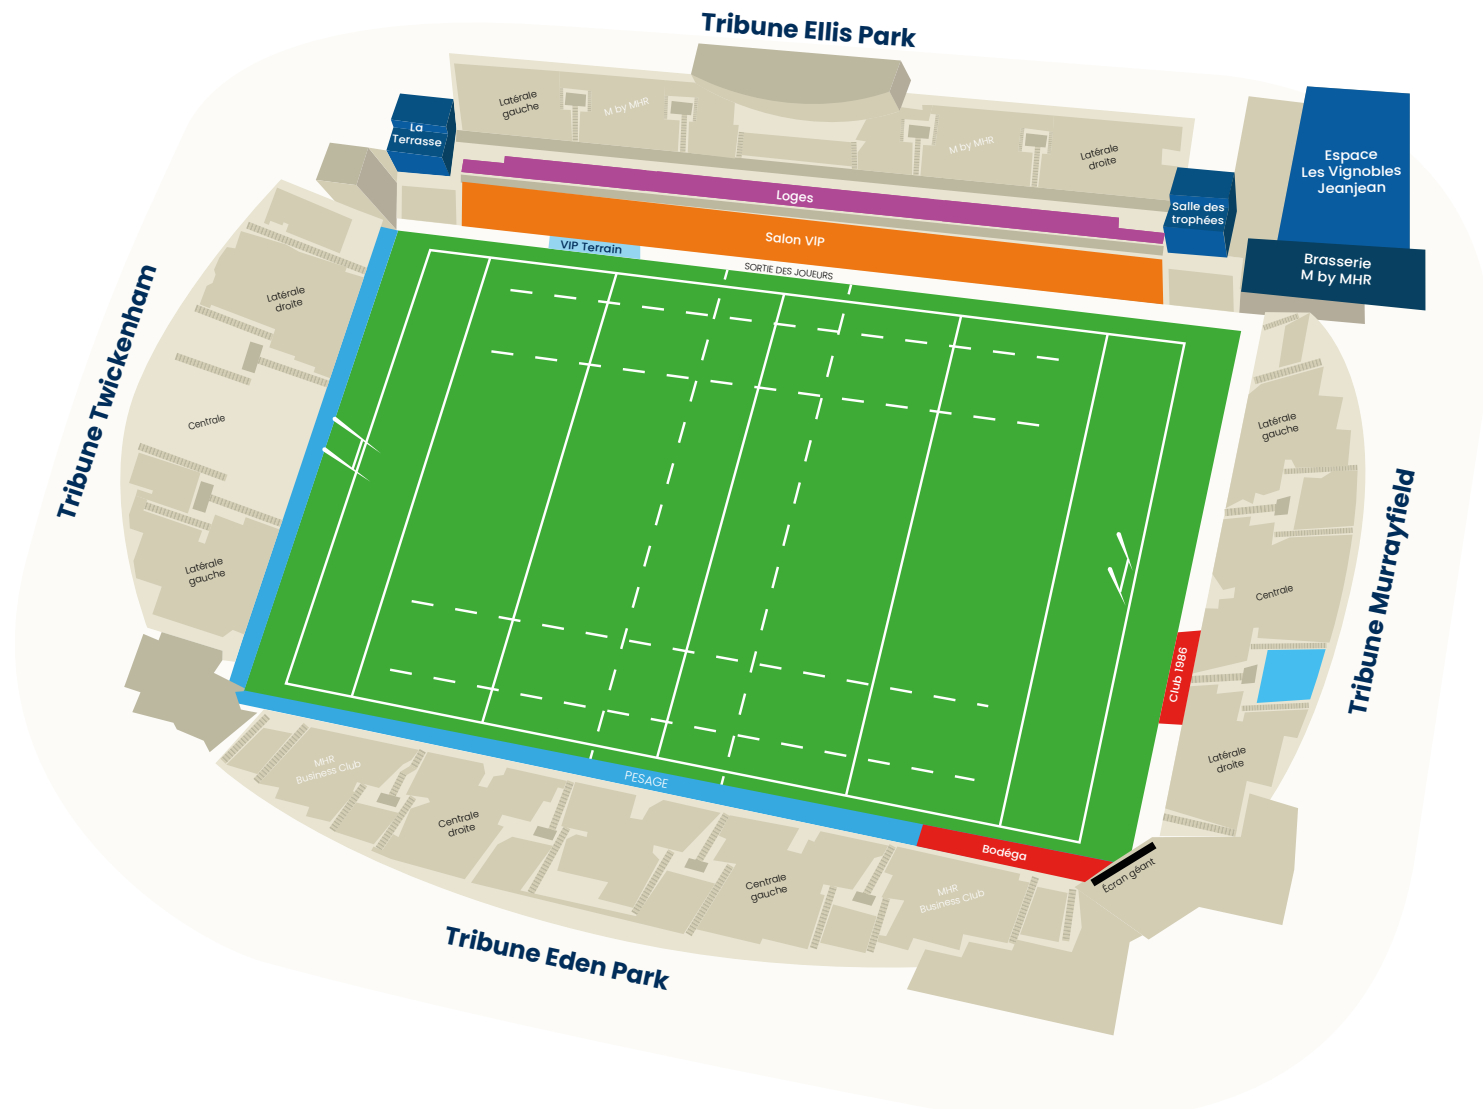 Tribune Ellis Park
Latérale
gauche
M by MHR
M by MHR
Latérale
droite
La
Terrasse
Loges
Salle des
trophées
Espace
Les Vignobles
Jeanjean
Brasserie
M by MHR
Salon VIP
VIP Terrain
SORTIE DES JOUEURS
Tribune Twickenham
Latérale
droite
Centrale
Latérale
gauche
Latérale
gauche
Centrale
Latérale
droite
Tribune Murrayfield
Club 1986
MHR
Business Club
PESAGE
Centrale
droite
Centrale
gauche
Bodéga
MHR
Business Club
Écran géant
Tribune Eden Park